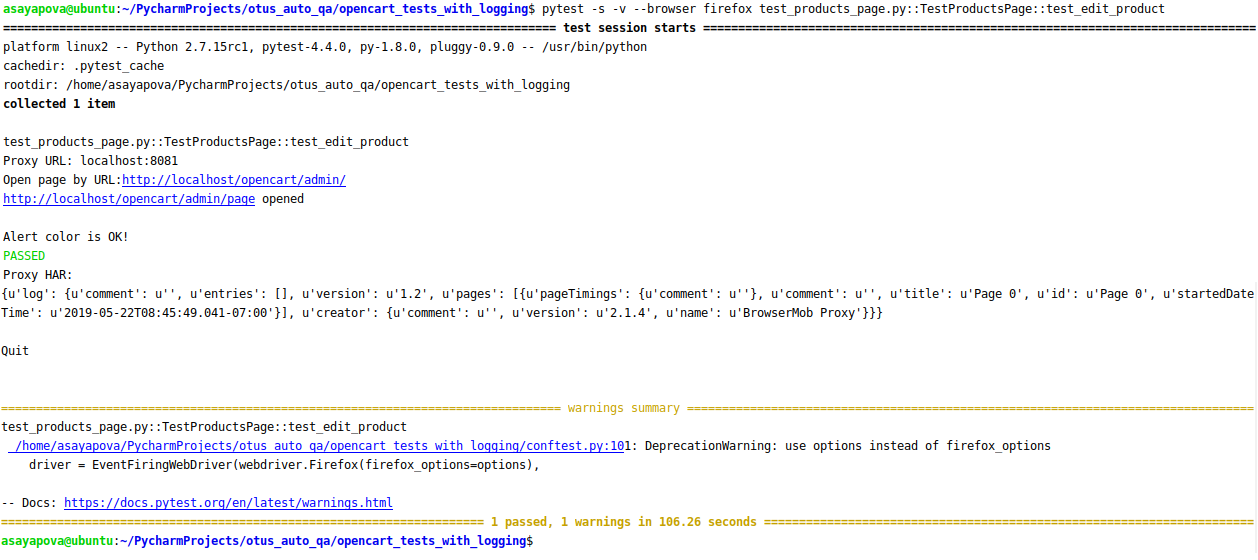 asayapova@ubuntu:~/PycharmProjects/otus_auto_qa/opencart_tests_with_logging$ pytest -s -v --browser firefox test_products_page.py::TestProductsPage::test_edit_product
=============================================================================== test session starts ===============================================================================
platform linux2 -- Python 2.7.15rc1, pytest-4.4.0, py-1.8.0, pluggy-0.9.0 -- /usr/bin/python
cachedir: .pytest_cache
rootdir: /home/asayapova/PycharmProjects/otus_auto_qa/opencart_tests_with_logging
collected 1 item
test_products_page.py::TestProductsPage::test_edit_product
Proxy URL: localhost:8081
Open page by URL:http://localhost/opencart/admin/
http://localhost/opencart/admin/page opened
Alert color is OK!
PASSED
Proxy HAR:
{u'log': {u'comment': u'', u'entries': [], u'version': u'1.2', u'pages': [{u'pageTimings': {u'comment': u''}, u'comment': u'', u'title': u'Page 0', u'id': u'Page 0', u'startedDate
Time': u'2019-05-22T08:45:49.041-07:00'}], u'creator': {u'comment': u'', u'version': u'2.1.4', u'name': u'BrowserMob Proxy'}}}
Quit
================================================================================ warnings summary =================================================================================
test_products_page.py::TestProductsPage::test_edit_product
/home/asayapova/PycharmProjects/otus_auto_qa/opencart_tests_with_logging/conftest.py:101: DeprecationWarning: use options instead of firefox_options
driver = EventFiringWebDriver(webdriver.Firefox(firefox_options=options),
-- Docs: https://docs.pytest.org/en/latest/warnings.html
===================================================================== 1 passed, 1 warnings in 106.26 seconds ======================================================================
asayapova@ubuntu:~/PycharmProjects/otus_auto_qa/opencart_tests_with_logging$